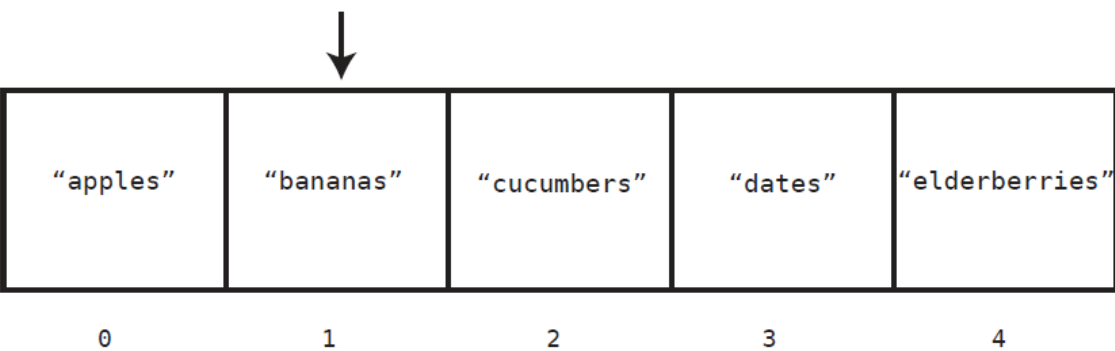 “apples” “bananas” “cucumbers” “dates” “elderberries”
0 1 2 3 4